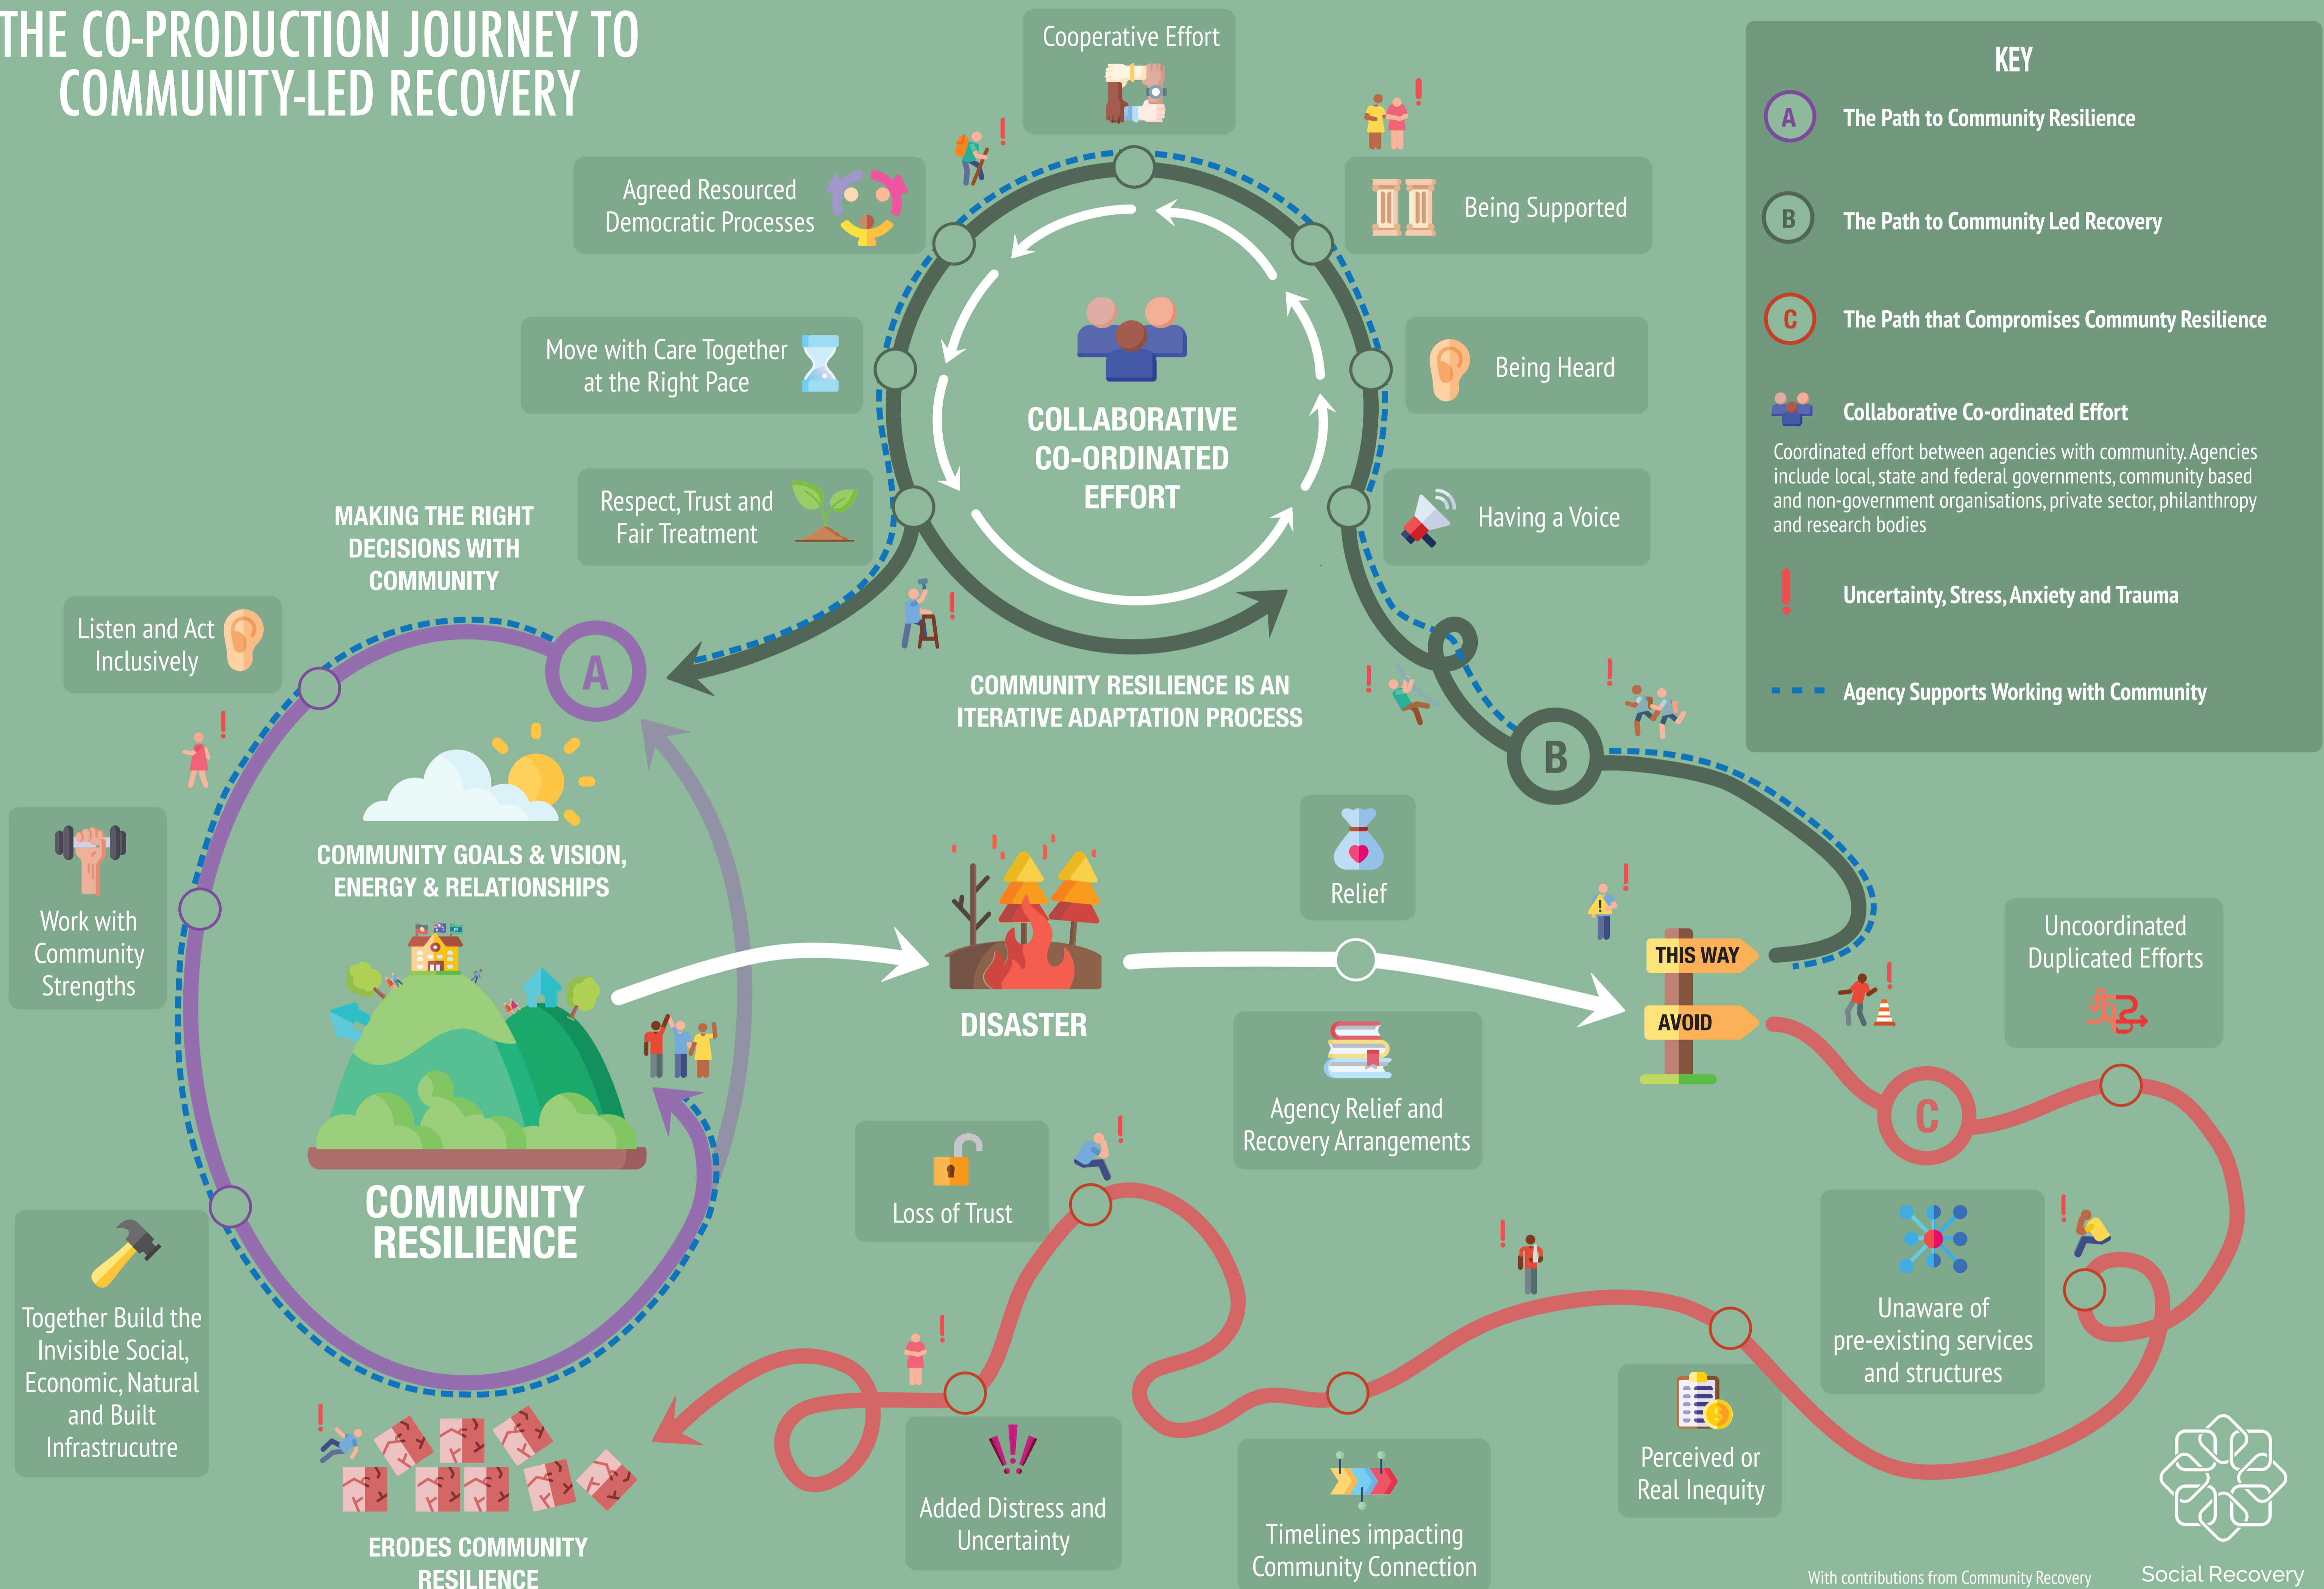 THE CO-PRODUCTION JOURNEY TO
COMMUNITY-LED RECOVERY
Cooperative Effort
Agreed Resourced
Democratic Processes
Being Supported
Move with Care Together
at the Right Pace
Being Heard
Respect, Trust and
Fair Treatment
Having a Voice
COLLABORATIVE
CO-ORDINATED
EFFORT
COMMUNITY RESILIENCE IS AN
ITERATIVE ADAPTATION PROCESS
KEY
A
The Path to Community Resilience
B
The Path to Community Led Recovery
C
The Path that Compromises Communty Resilience
Collaborative Co-ordinated Effort
Coordinated effort between agencies with community. Agencies
include local, state and federal governments, community based
and non-government organisations, private sector, philanthropy
and research bodies
Uncertainty, Stress, Anxiety and Trauma
Agency Supports Working with Community
MAKING THE RIGHT
DECISIONS WITH
COMMUNITY
A
Listen and Act
Inclusively
Work with
Community
Strengths
Together Build the
Invisible Social,
Economic, Natural
and Built
Infrastrucutre
COMMUNITY GOALS & VISION,
ENERGY & RELATIONSHIPS
COMMUNITY
RESILIENCE
DISASTER
Relief
Agency Relief and
Recovery Arrangements
THIS WAY
AVOID
B
C
Uncoordinated
Duplicated Efforts
Unaware of
pre-existing services
and structures
Perceived or
Real Inequity
Timelines impacting
Community Connection
Loss of Trust
Added Distress and
Uncertainty
ERODES COMMUNITY
RESILIENCE
With contributions from Community Recovery
Social Recovery